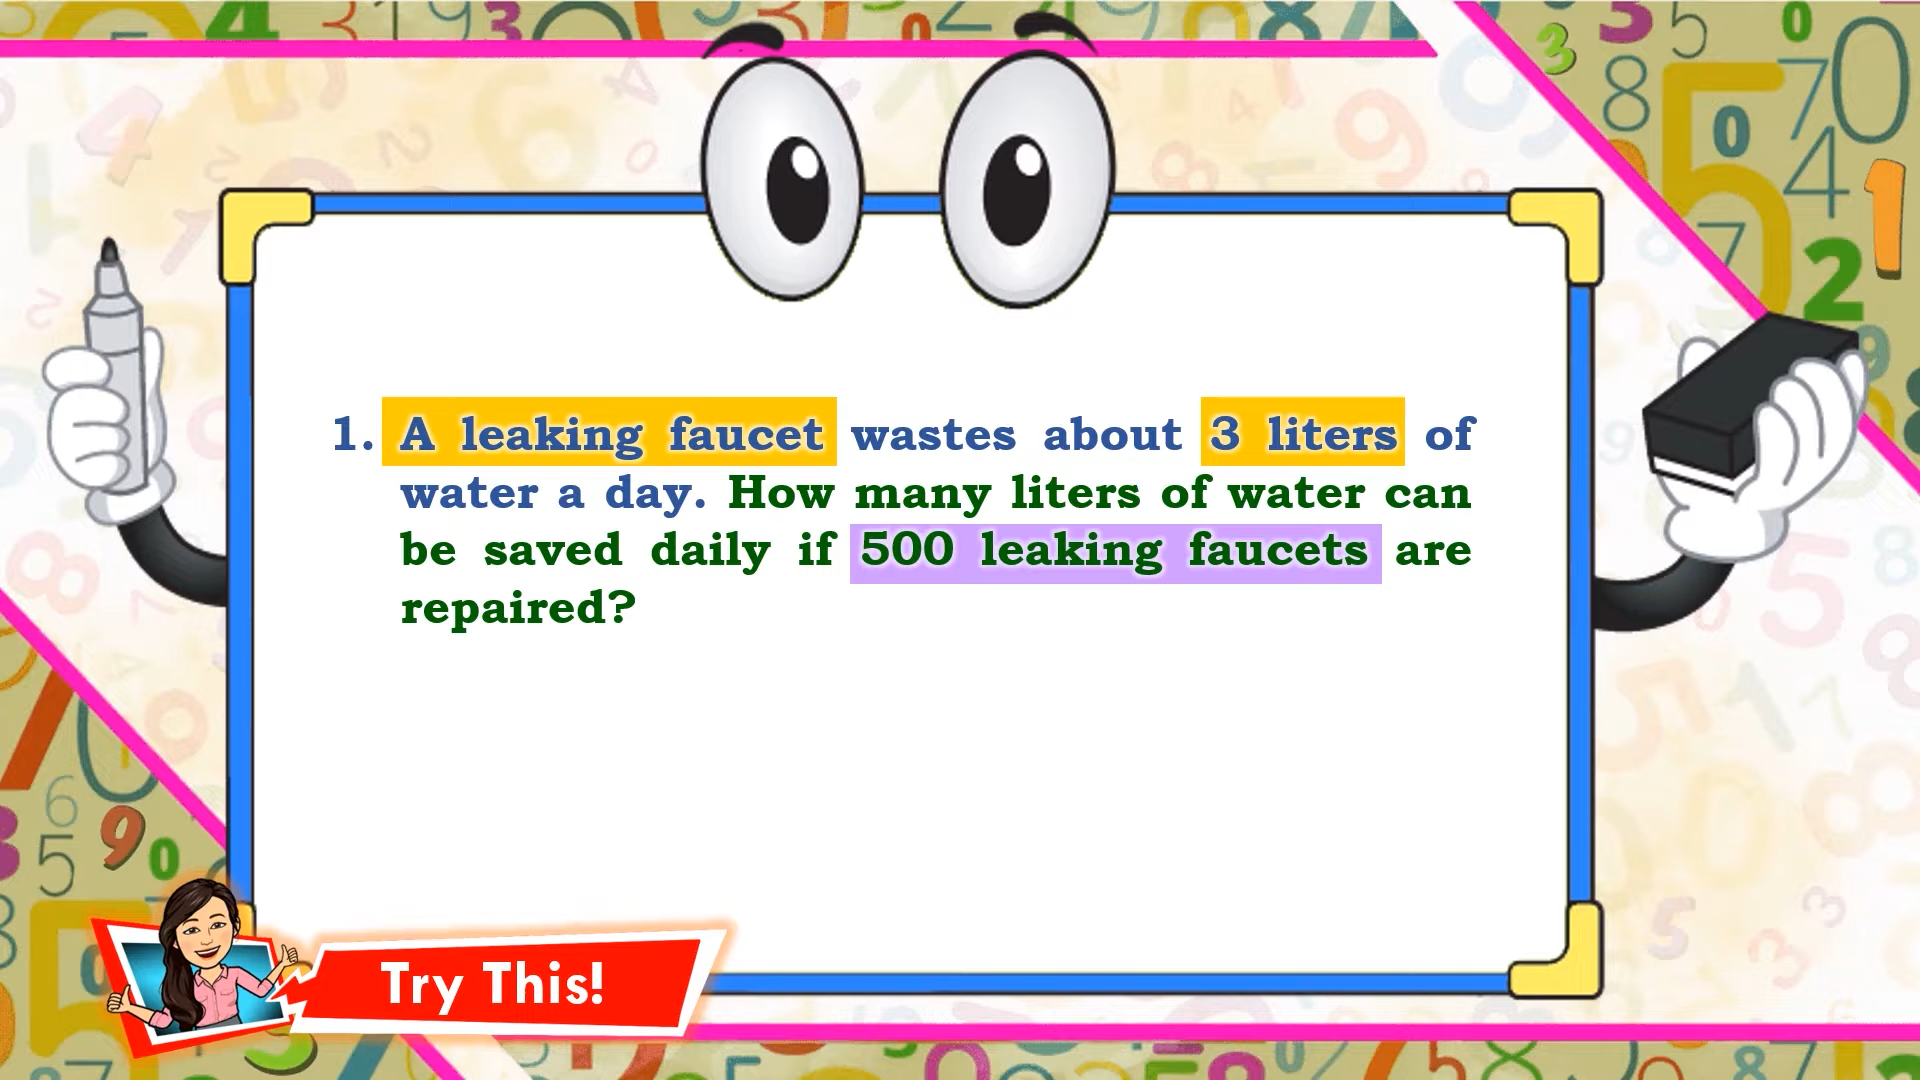 1. A leaking faucet wastes about 3 liters of
water a day. How many liters of water can
be saved daily if 500 leaking faucets are
repaired?
Try This!